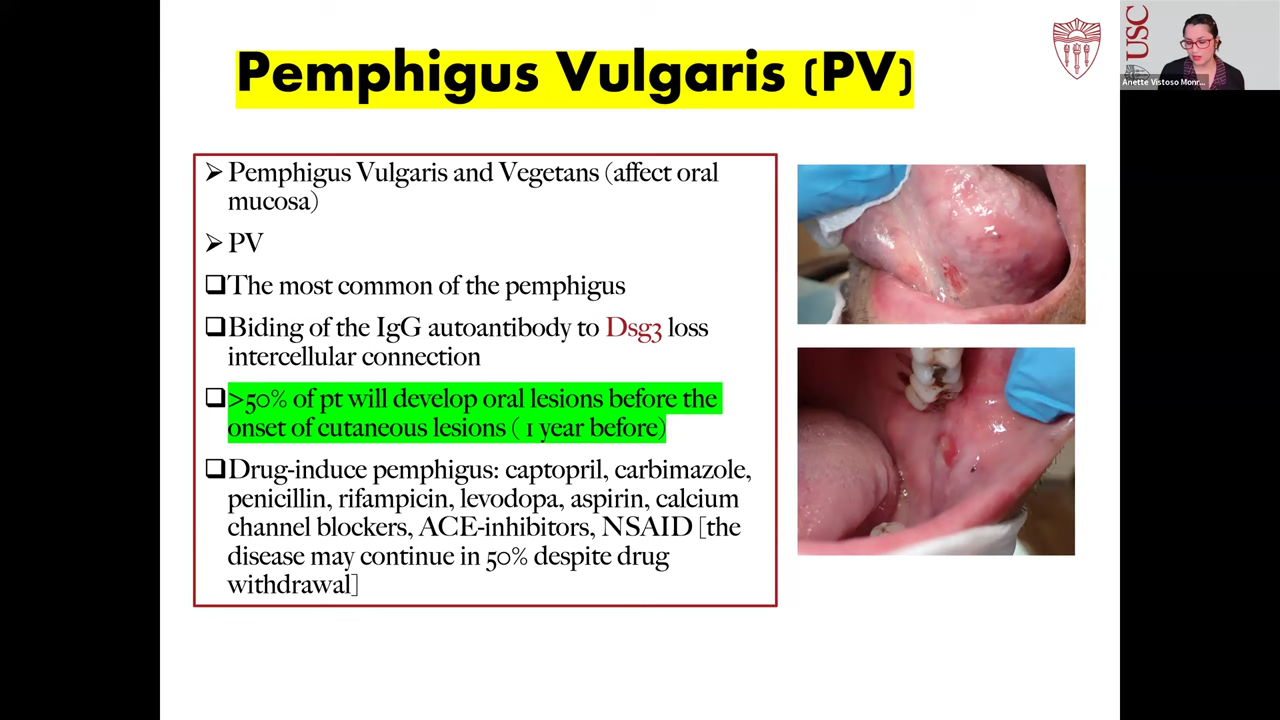 Pemphigus Vulgaris (PV)
USC
Anette Vistoso Monr...
➢ Pemphigus Vulgaris and Vegetans (affect oral
mucosa)
➢ PV
❑ The most common of the pemphigus
❑ Biding of the IgG autoantibody to Dsg3 loss
intercellular connection
❑ >50% of pt will develop oral lesions before the
onset of cutaneous lesions ( 1 year before)
❑ Drug-induce pemphigus: captopril, carbimazole,
penicillin, rifampicin, levodopa, aspirin, calcium
channel blockers, ACE-inhibitors, NSAID [the
disease may continue in 50% despite drug
withdrawal]